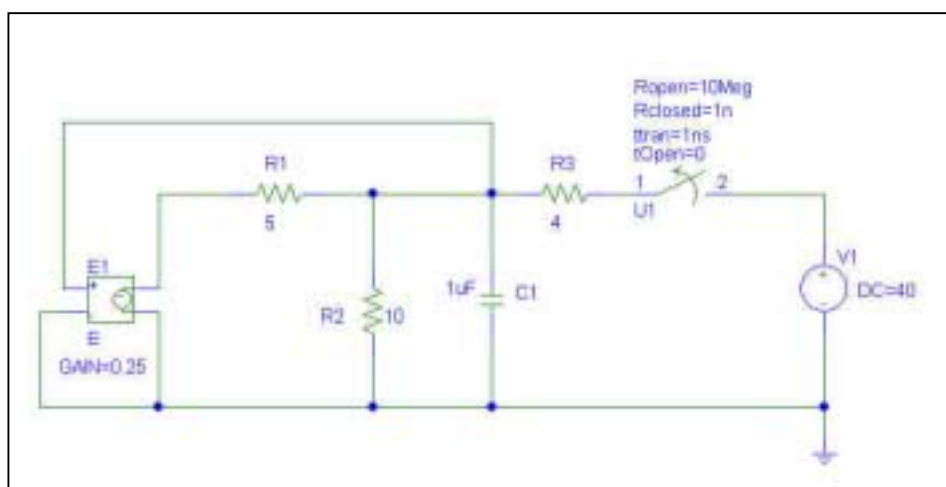 Ropen=10Meg
Rclosed=1n
ttran=1ns
tOpen=0
R1
R3
1
2
U1
5
4
E1
V1
1uF
C1
DC=40
R2
10
E
GAIN=0.25